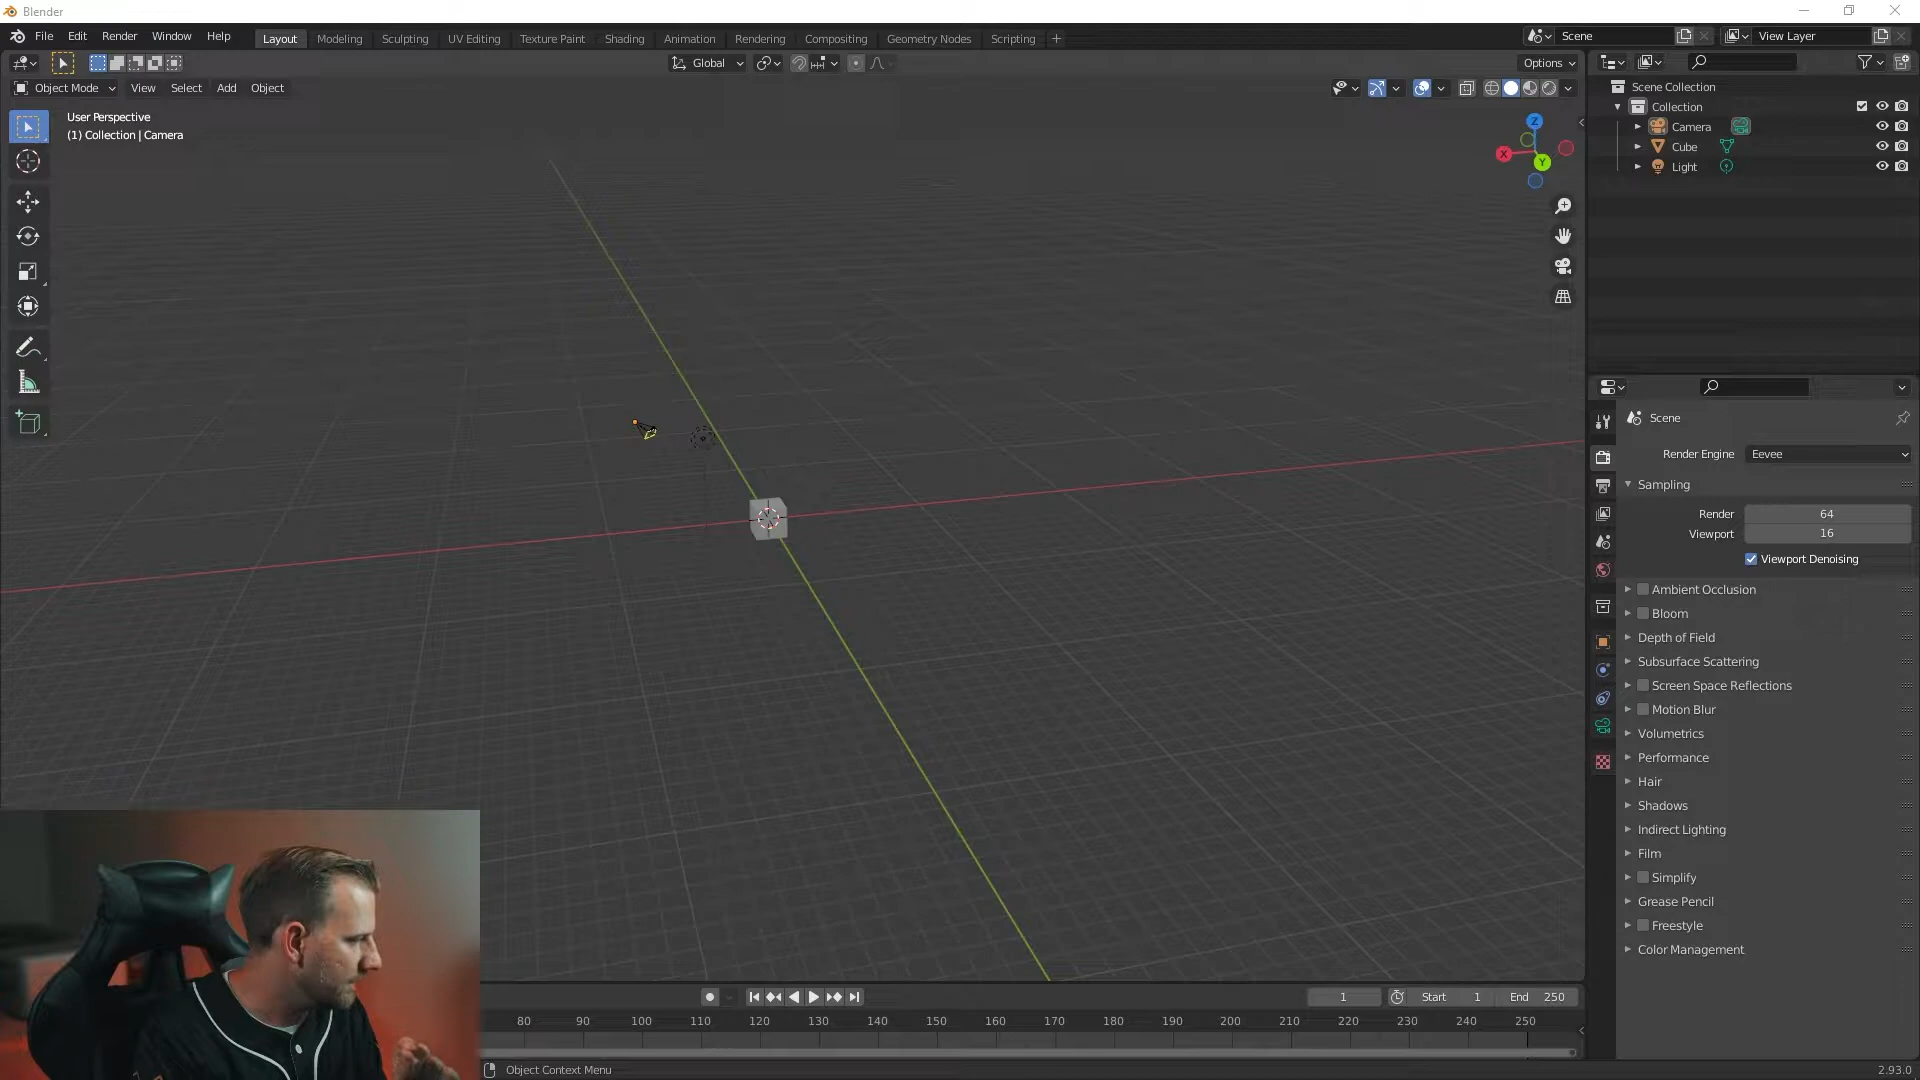 Blender
File Edit Render Window Help
Layout Modeling Sculpting UV Editing Texture Paint Shading Animation Rendering Compositing Geometry Nodes Scripting +
Scene
View Layer
Global
Options
Object Mode View Select Add Object
User Perspective
(1) Collection | Camera
Z
X
Y
Scene Collection
Collection
Camera
Cube
Light
Scene
Render Engine Eevee
Sampling
Render 64
Viewport 16
Viewport Denoising
Ambient Occlusion
Bloom
Depth of Field
Subsurface Scattering
Screen Space Reflections
Motion Blur
Volumetrics
Performance
Hair
Shadows
Indirect Lighting
Film
Simplify
Grease Pencil
Freestyle
Color Management
1 Start 1 End 250
80 90 100 110 120 130 140 150 160 170 180 190 200 210 220 230 240 250
Object Context Menu
2.93.0